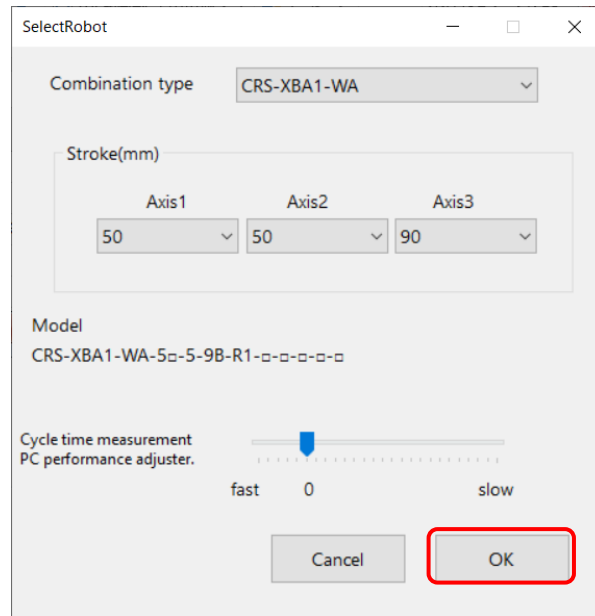 SelectRobot
Combination type CRS-XBA1-WA
Stroke(mm)
Axis1 Axis2 Axis3
50 50 90
Model
CRS-XBA1-WA-5□-5-9B-R1-□-□-□-□-□
Cycle time measurement
PC performance adjuster.
fast 0 slow
Cancel OK